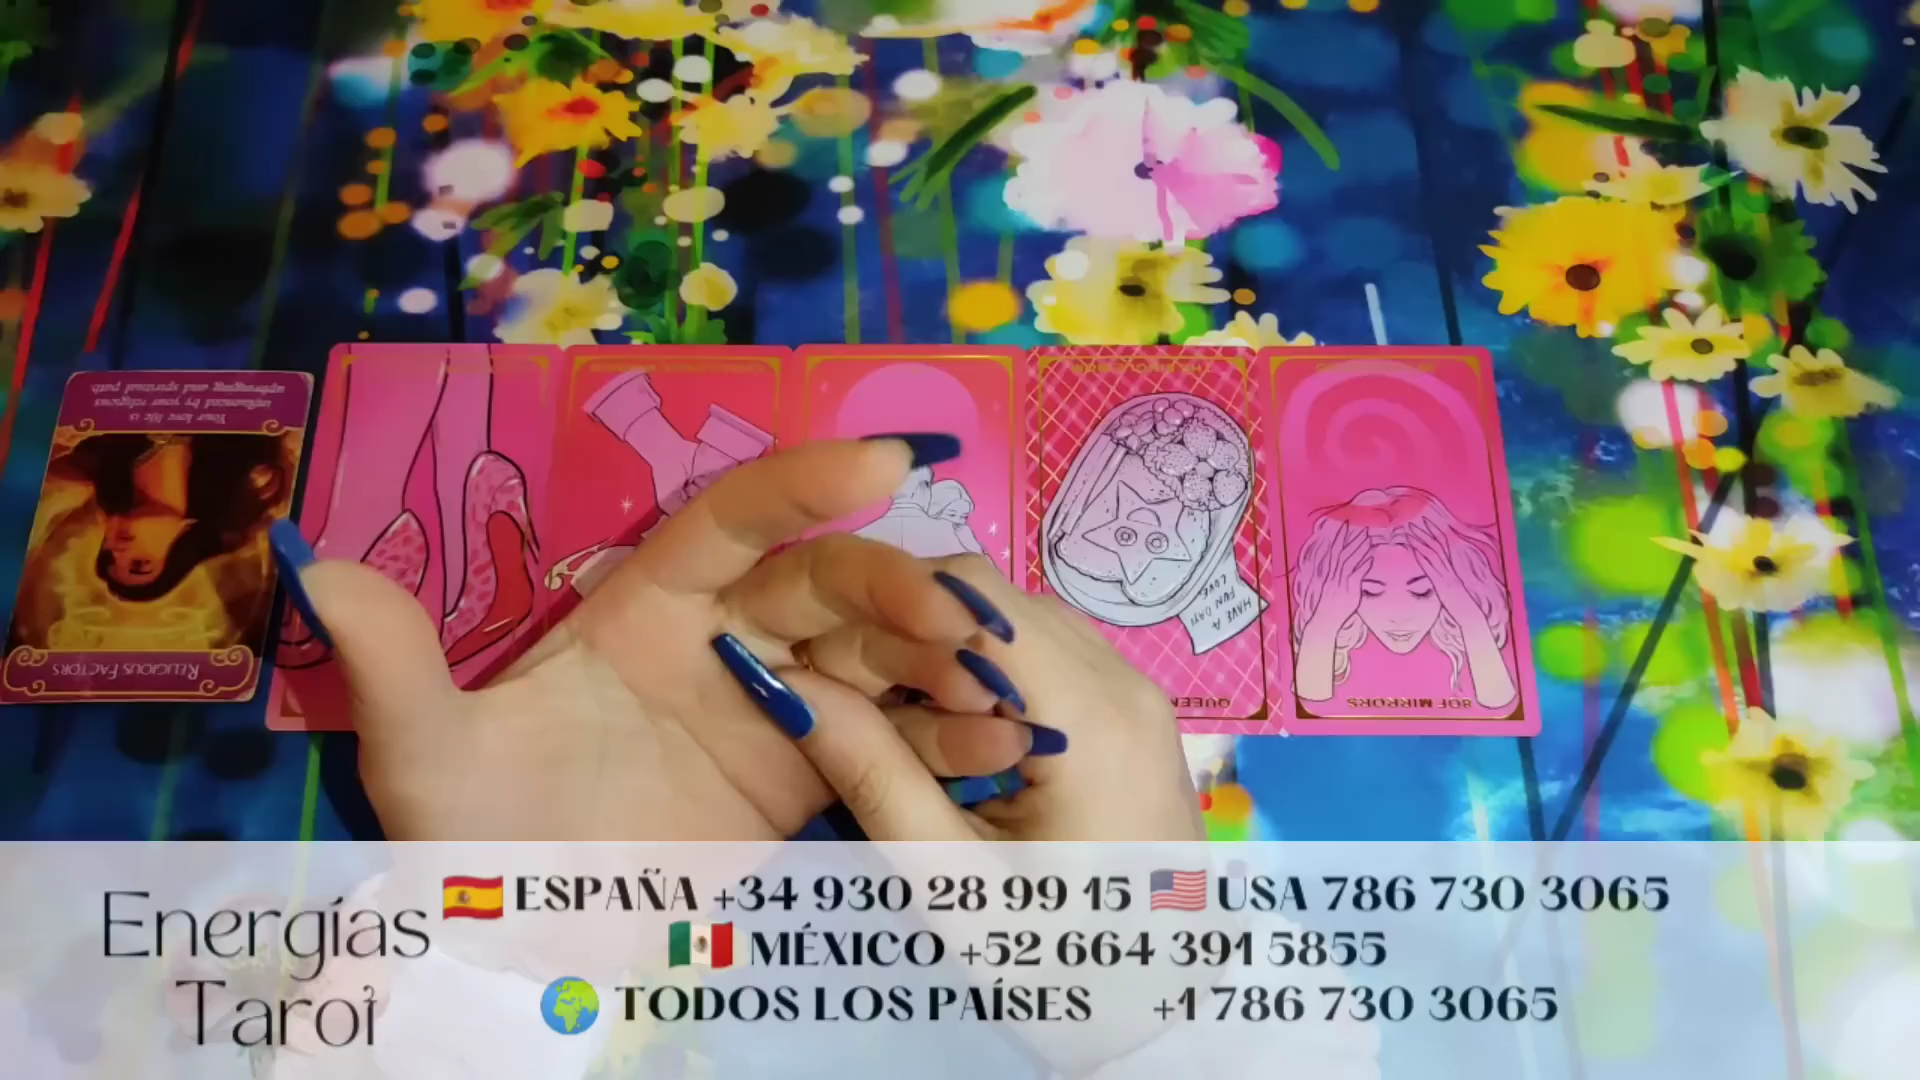 Your love life is
influenced by your religious
upbringing and spiritual path
RELIGIOUS FACTORS
HAVE A
FUN DAY!
LOVE,
QUEEN
8 OF MIRRORS
Energías
Tarot
ESPAÑA +34 930 28 99 15 USA 786 730 3065
MÉXICO +52 664 391 5855
TODOS LOS PAÍSES +1 786 730 3065